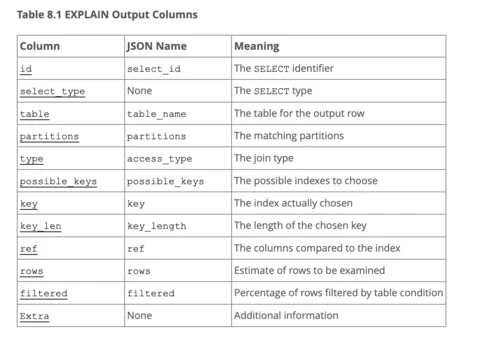 Table 8.1 EXPLAIN Output Columns
Column JSON Name Meaning
id select_id The SELECT identifier
select_type None The SELECT type
table table_name The table for the output row
partitions partitions The matching partitions
type access_type The join type
possible_keys possible_keys The possible indexes to choose
key key The index actually chosen
key_len key_length The length of the chosen key
ref ref The columns compared to the index
rows rows Estimate of rows to be examined
filtered filtered Percentage of rows filtered by table condition
Extra None Additional information